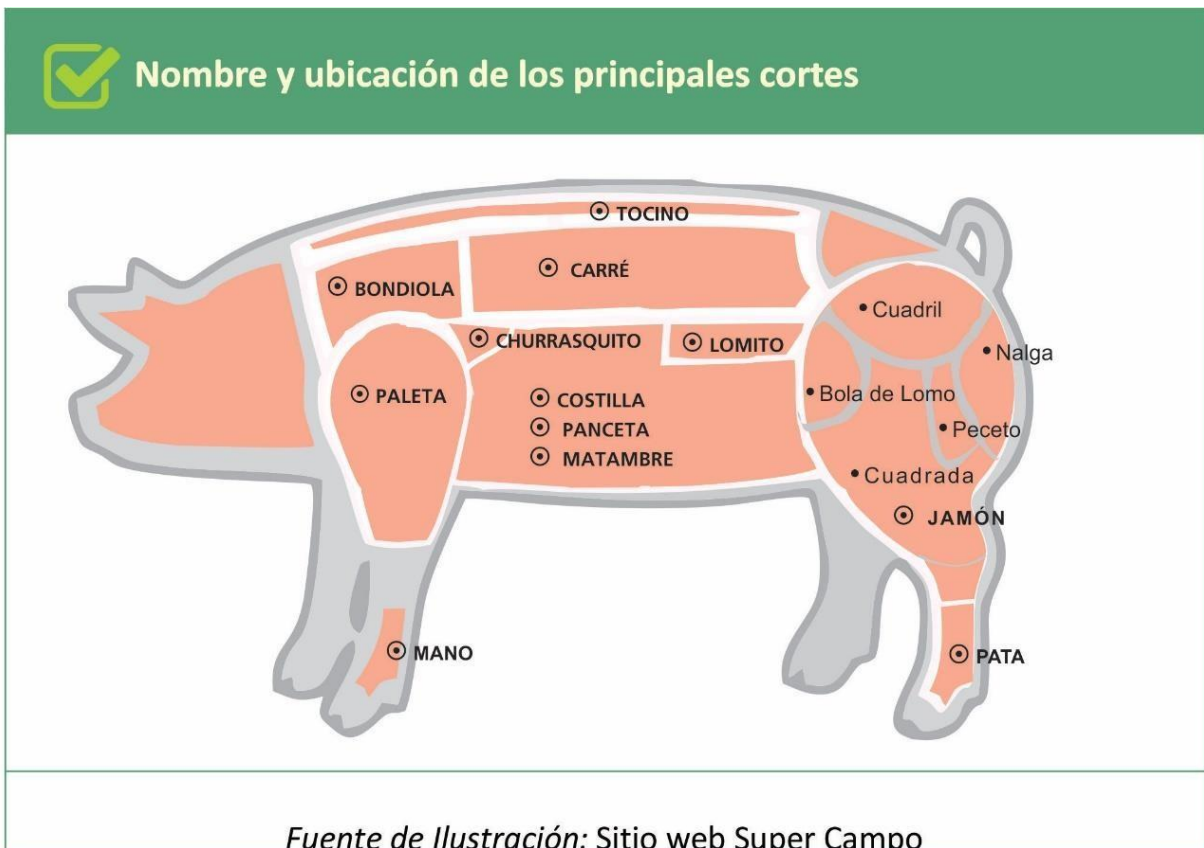 Nombre y ubicación de los principales cortes
TOCINO
CARRÉ
BONDIOLA
CHURRASQUITO
LOMITO
PALETA
COSTILLA
PANCETA
MATAMBRE
Cuadril
Nalga
Bola de Lomo
Peceto
Cuadrada
JAMÓN
MANO
PATA
Fuente de Ilustración: Sitio web Super Campo